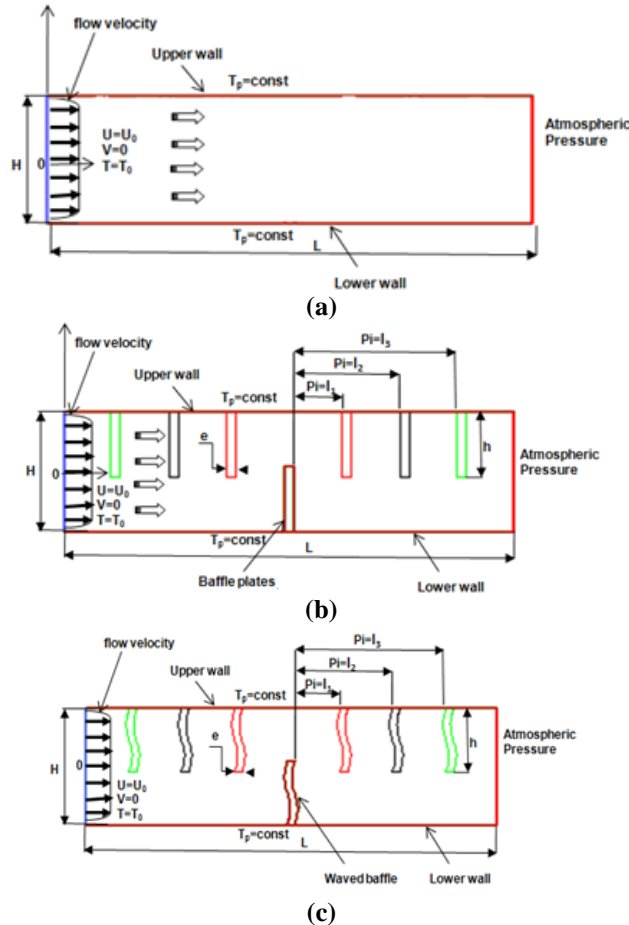 flow velocity
Upper wall
Tp=const
Atmospheric
Pressure
U=U0
V=0
T=T0
H
0
Tp=const
L
Lower wall
(a)
Pi=l3
flow velocity
Pi=l2
Upper wall
Tp=const
Pi=l1
e
h
H
0
Atmospheric
Pressure
U=U0
V=0
T=T0
Tp=const
L
Baffle plates
Lower wall
(b)
Pi=l3
flow velocity
Pi=l2
Upper wall
Tp=const
Pi=l1
Atmospheric
Pressure
e
h
H
0
U=U0
V=0
T=T0
Tp=const
L
Waved baffle
Lower wall
(c)